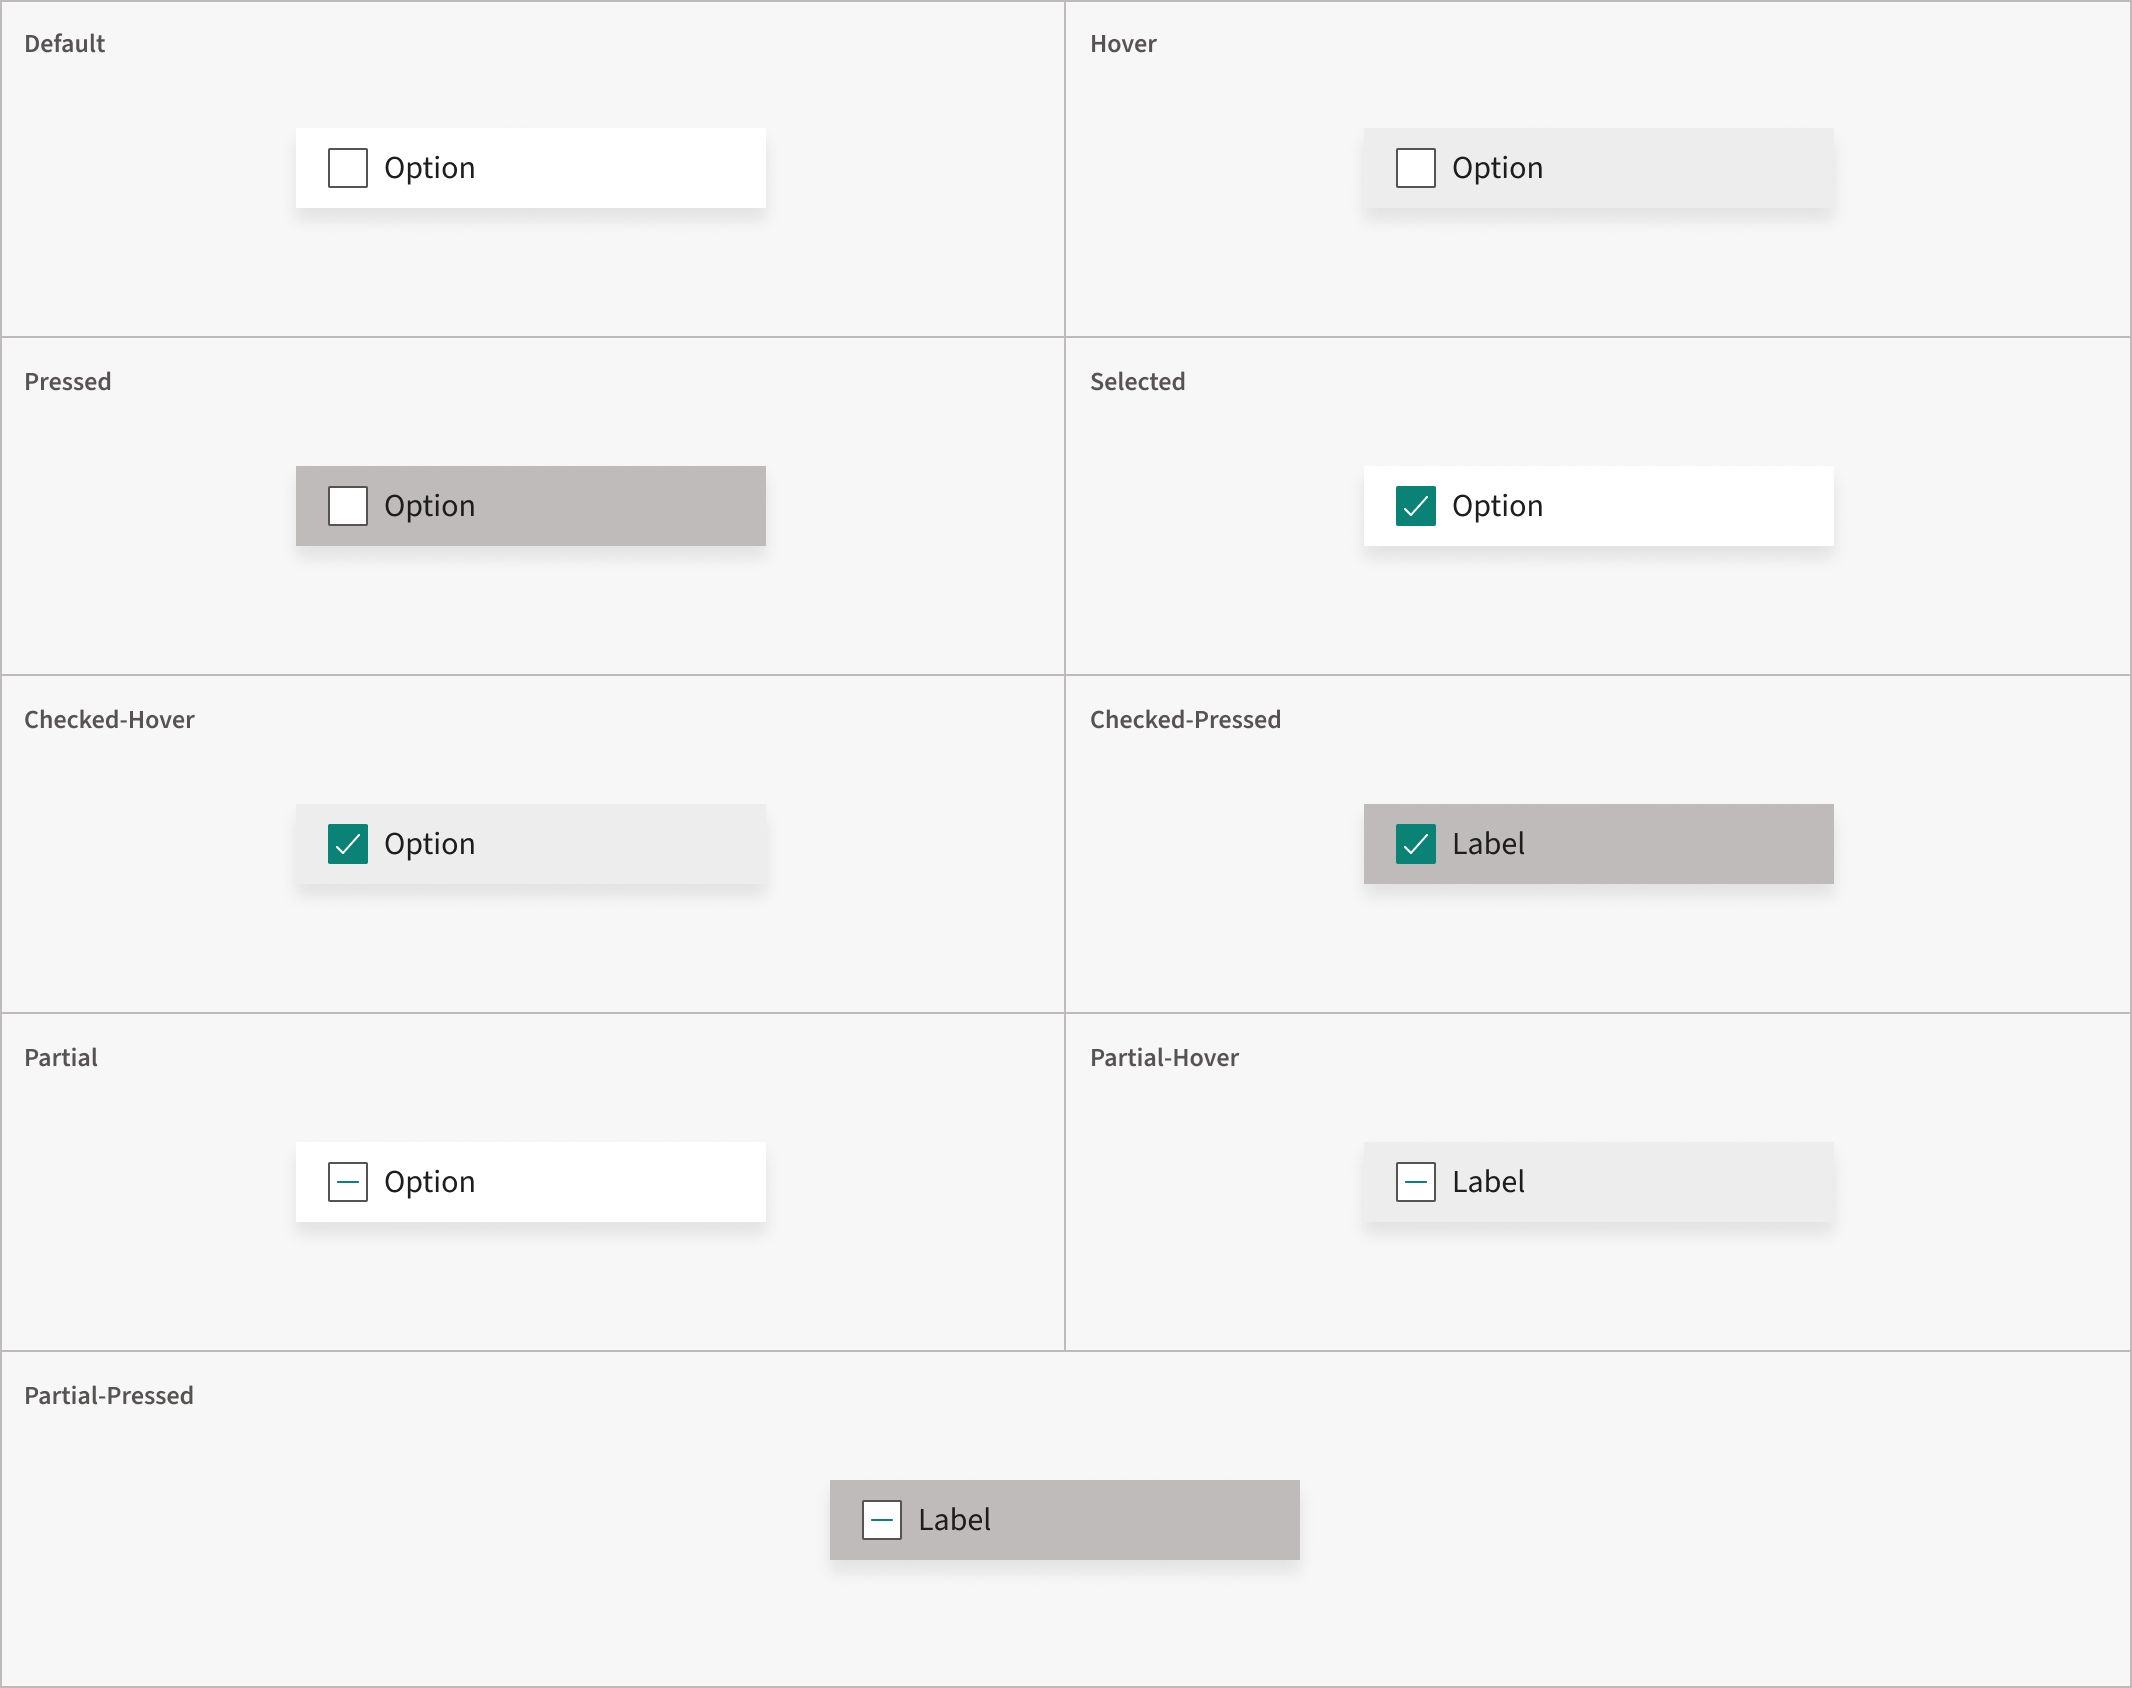 Default
Hover
Option
Option
Pressed
Selected
Option
Option
Checked-Hover
Checked-Pressed
Option
Label
Partial
Partial-Hover
Option
Label
Partial-Pressed
Label